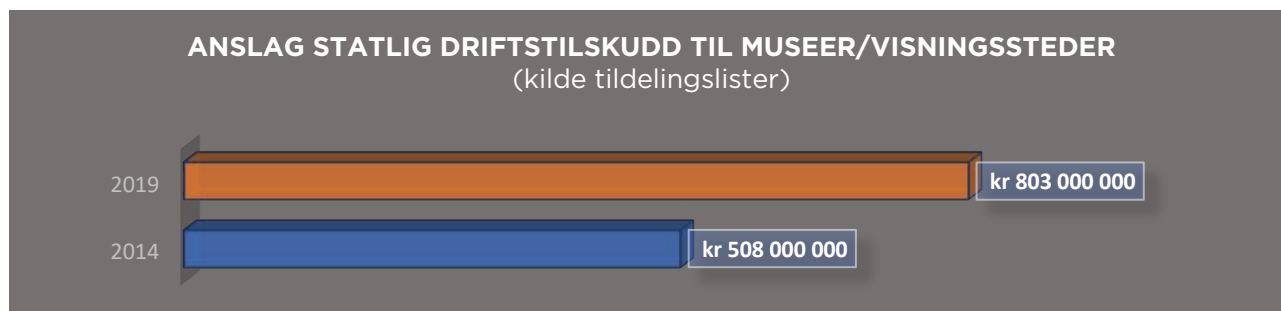 ANSLAG STATLIG DRIFTSTILSKUDD TIL MUSEER/VISNINGSSTEDER
(kilde tildelingslister)
2019
kr 803 000 000
2014
kr 508 000 000